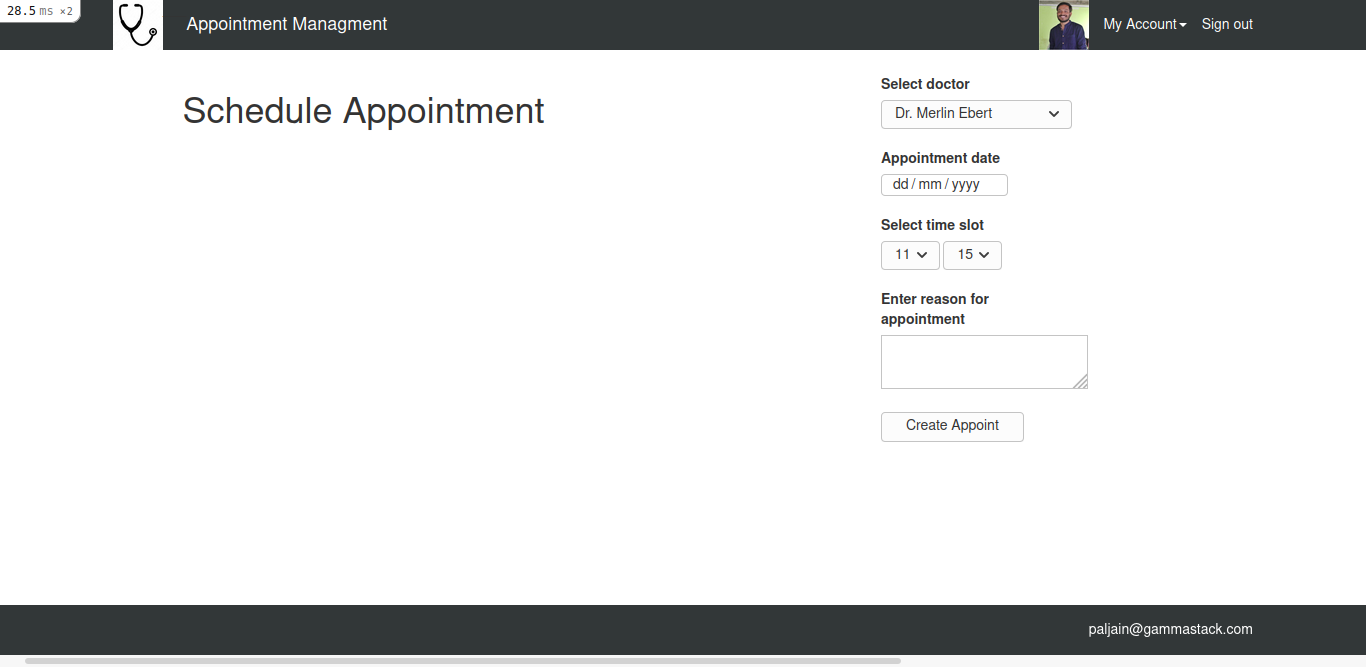 28.5 ms ×2
Appointment Managment
My Account
Sign out
Schedule Appointment
Select doctor
Dr. Merlin Ebert
Appointment date
dd / mm / yyyy
Select time slot
11 15
Enter reason for
appointment
Create Appoint
paljain@gammastack.com